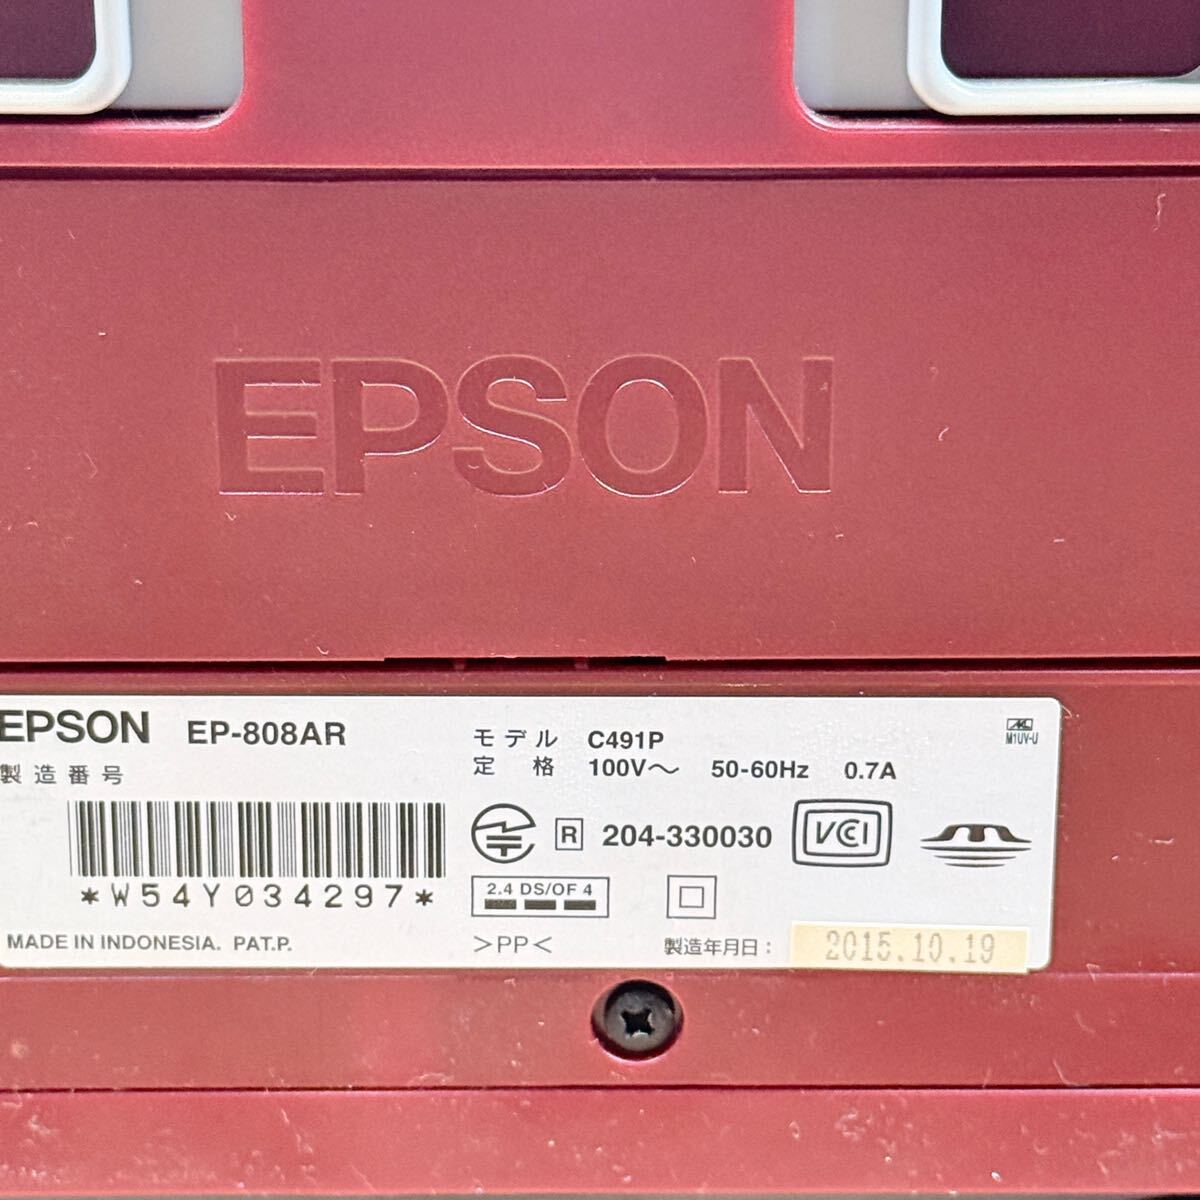 EPSON
EPSON EP-808AR
製造番号
*W54Y034297*
MADE IN INDONESIA. PAT.P.
モデル C491P
定格 100V～ 50-60Hz 0.7A
R 204-330030
VCCI
2.4 DS/OF 4
>PP<
製造年月日： 2015.10.19
M1UV-U